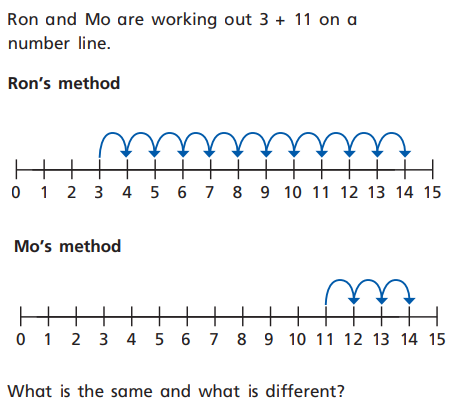 Ron and Mo are working out 3 + 11 on a
number line.
Ron's method
0 1 2 3 4 5 6 7 8 9 10 11 12 13 14 15
Mo's method
0 1 2 3 4 5 6 7 8 9 10 11 12 13 14 15
What is the same and what is different?